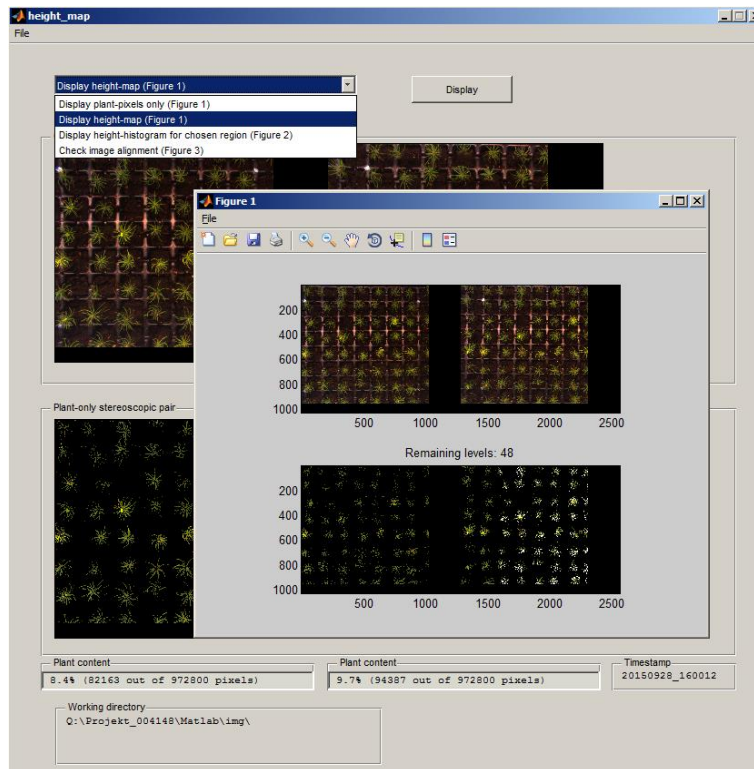 height_map
File
Display height-map (Figure 1)
Display
Display plant-pixels only (Figure 1)
Display height-map (Figure 1)
Display height-histogram for chosen region (Figure 2)
Check image alignment (Figure 3)
Figure 1
File
200
400
600
800
1000
500 1000 1500 2000 2500
Remaining levels: 48
200
400
600
800
1000
500 1000 1500 2000 2500
Plant-only stereoscopic pair
Plant content
8.4% (82163 out of 972800 pixels)
Plant content
9.7% (94387 out of 972800 pixels)
Timestamp
20150928_160012
Working directory
Q:\Projekt_004148\Matlab\img\